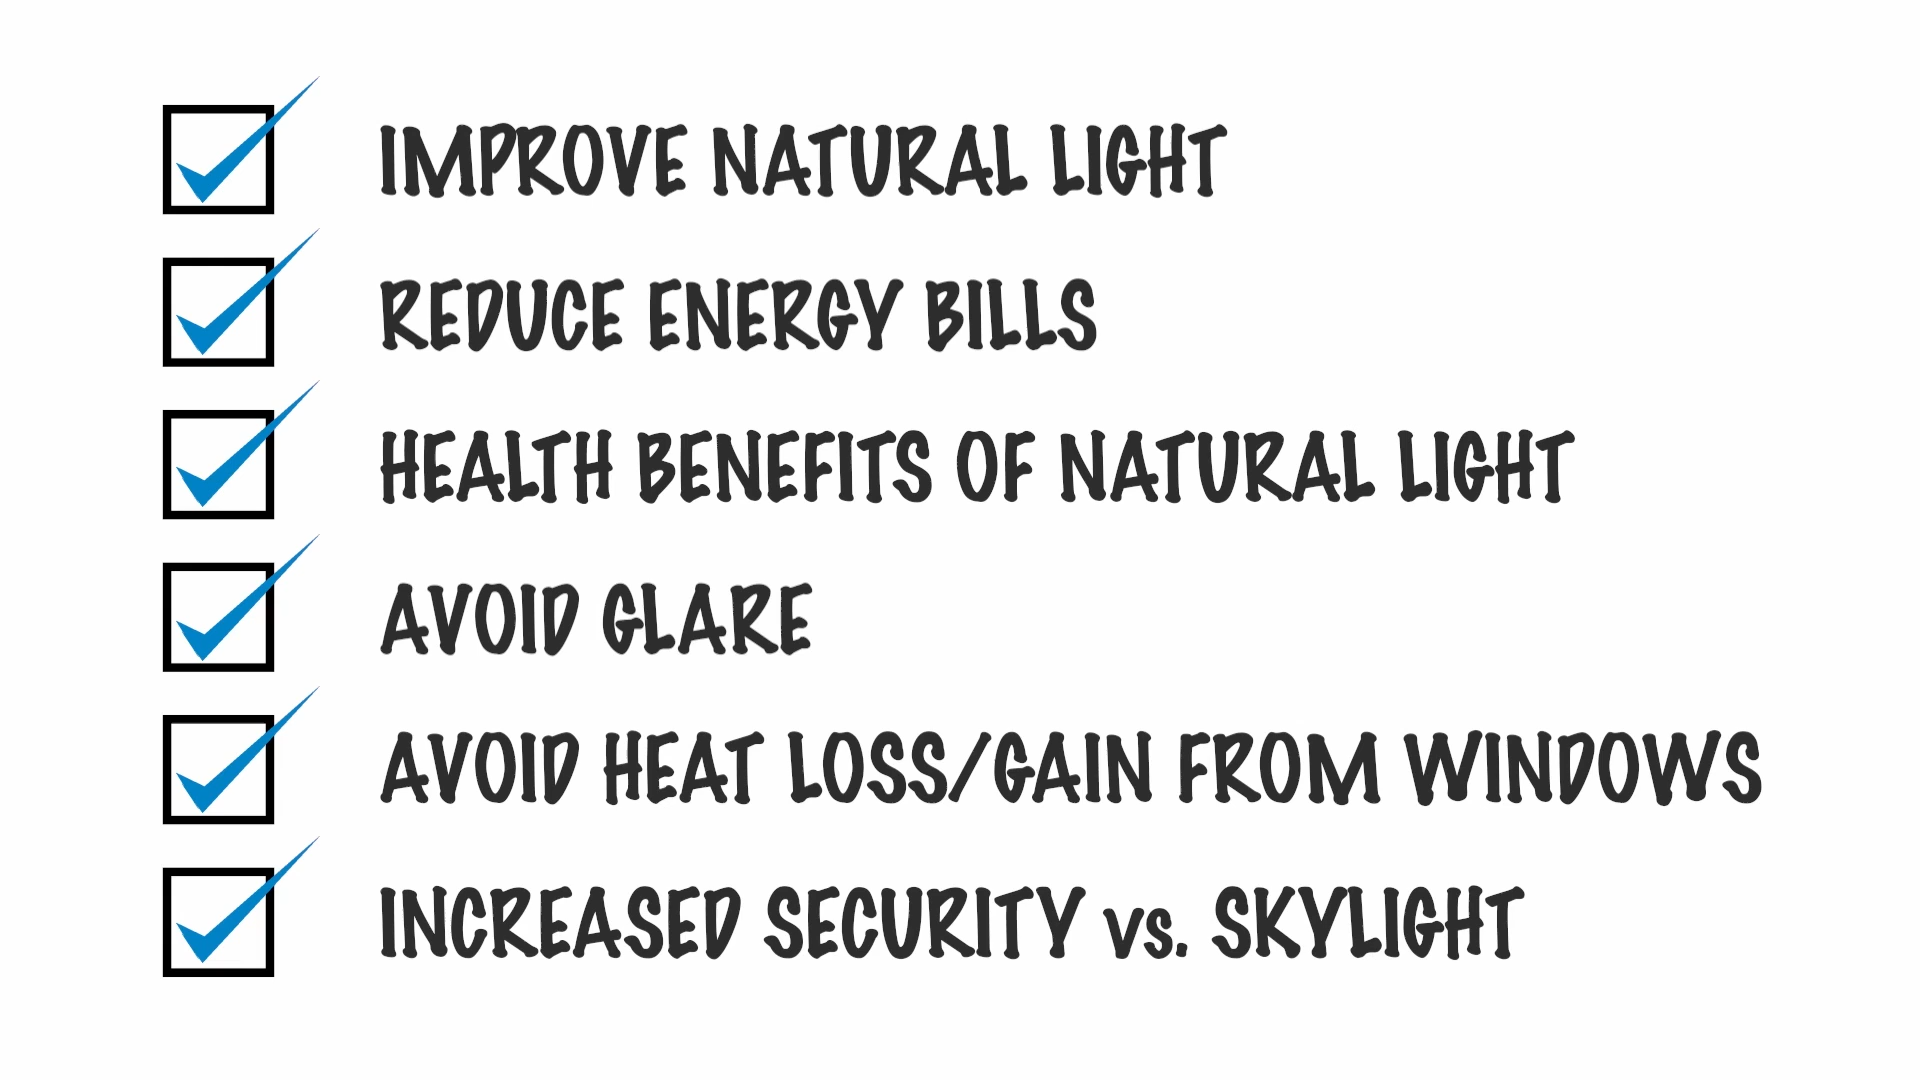 IMPROVE NATURAL LIGHT
REDUCE ENERGY BILLS
HEALTH BENEFITS OF NATURAL LIGHT
AVOID GLARE
AVOID HEAT LOSS/GAIN FROM WINDOWS
INCREASED SECURITY vs. SKYLIGHT